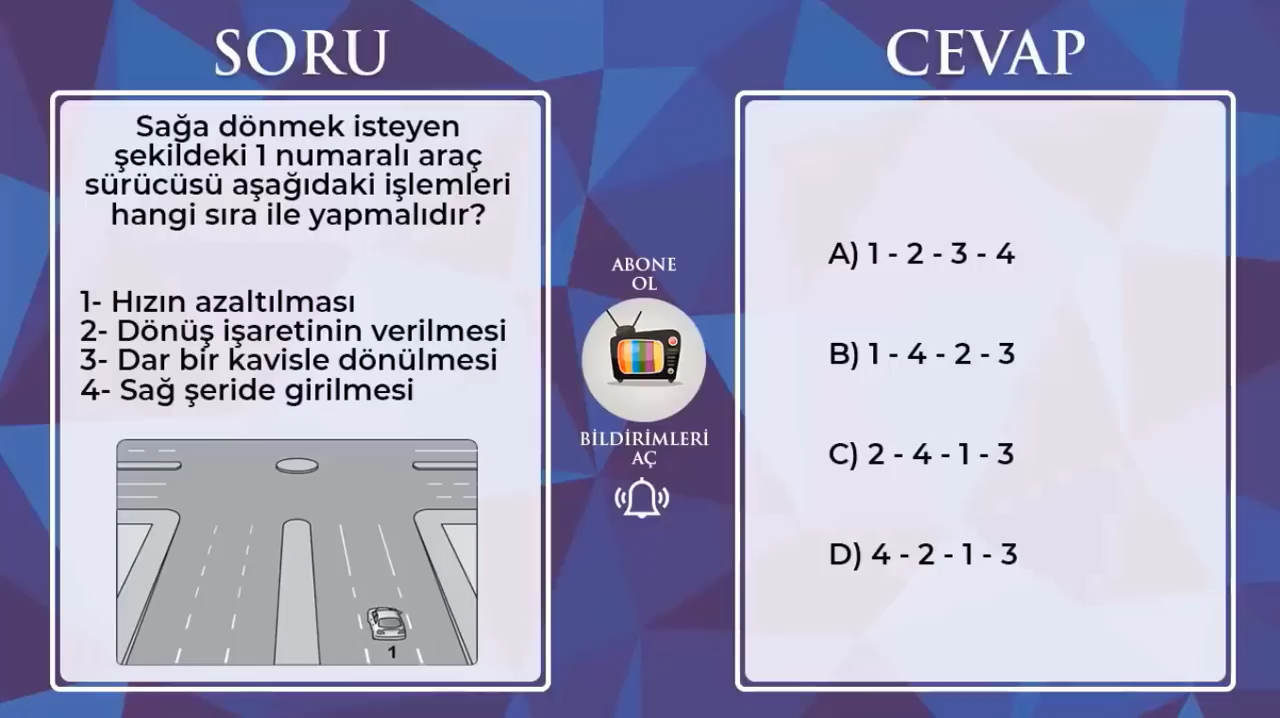 SORU
Sağa dönmek isteyen
şekildeki 1 numaralı araç
sürücüsü aşağıdaki işlemleri
hangi sıra ile yapmalıdır?
1- Hızın azaltılması
2- Dönüş işaretinin verilmesi
3- Dar bir kavisle dönülmesi
4- Sağ şeride girilmesi
1
ABONE
OL
BİLDİRİMLERİ
AÇ
CEVAP
A) 1 - 2 - 3 - 4
B) 1 - 4 - 2 - 3
C) 2 - 4 - 1 - 3
D) 4 - 2 - 1 - 3